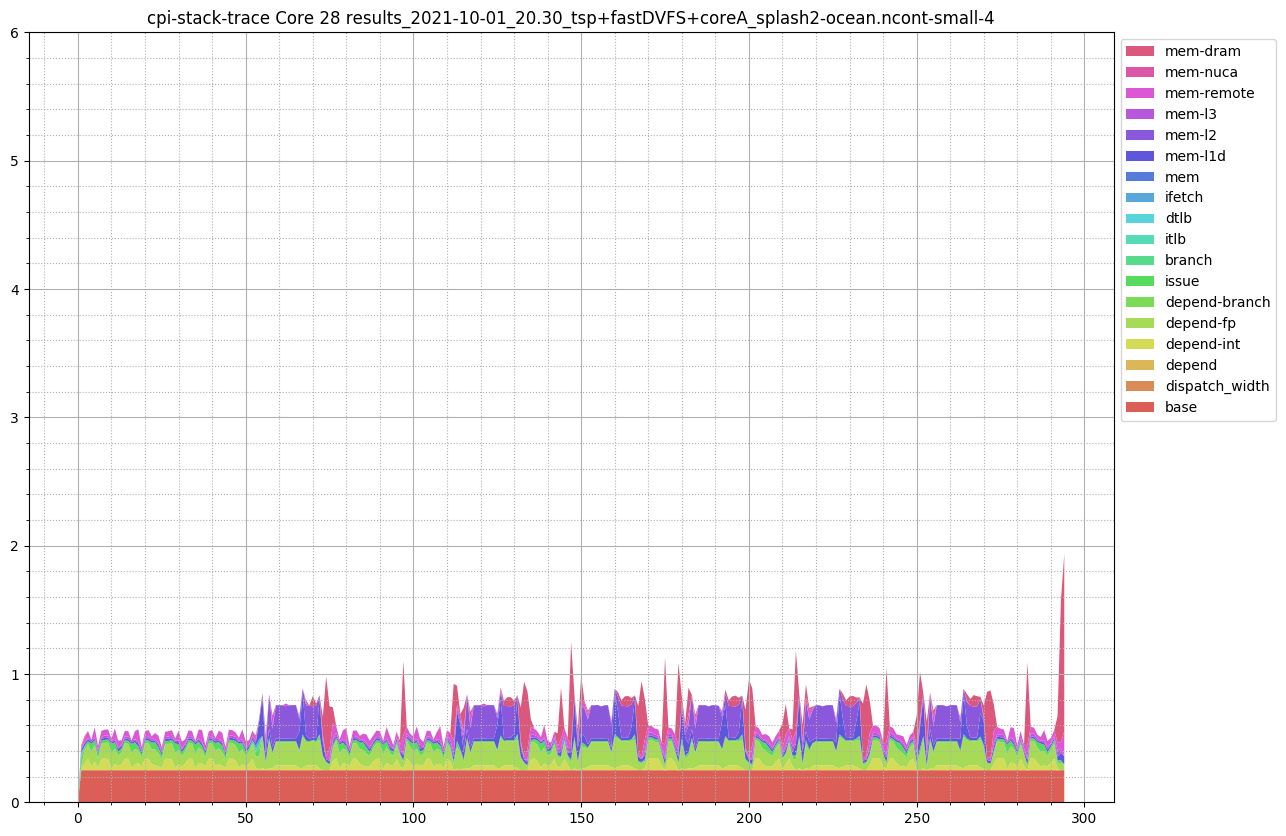 cpi-stack-trace Core 28 results_2021-10-01_20.30_tsp+fastDVFS+coreA_splash2-ocean.ncont-small-4
6
5
4
3
2
1
0
0 50 100 150 200 250 300
mem-dram
mem-nuca
mem-remote
mem-l3
mem-l2
mem-l1d
mem
ifetch
dtlb
itlb
branch
issue
depend-branch
depend-fp
depend-int
depend
dispatch_width
base